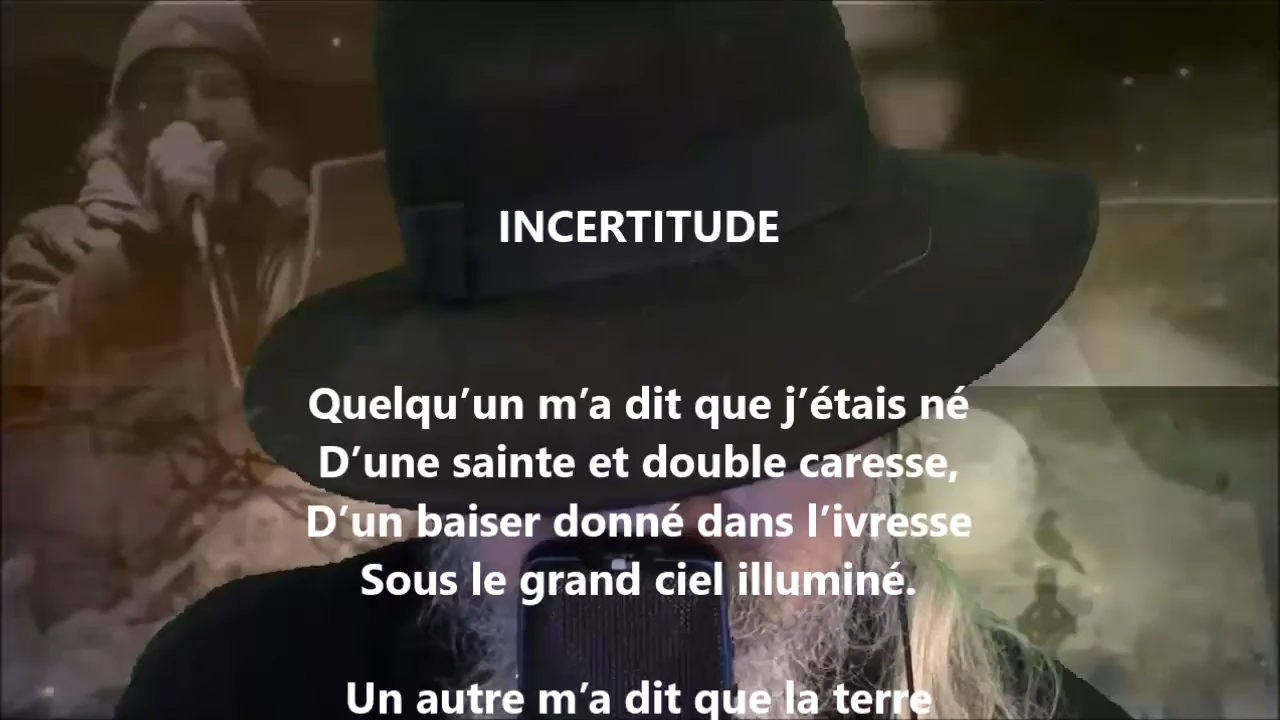 INCERTITUDE
Quelqu’un m’a dit que j’étais né
D’une sainte et double caresse,
D’un baiser donné dans l’ivresse
Sous le grand ciel illuminé.
Un autre m’a dit que la terre